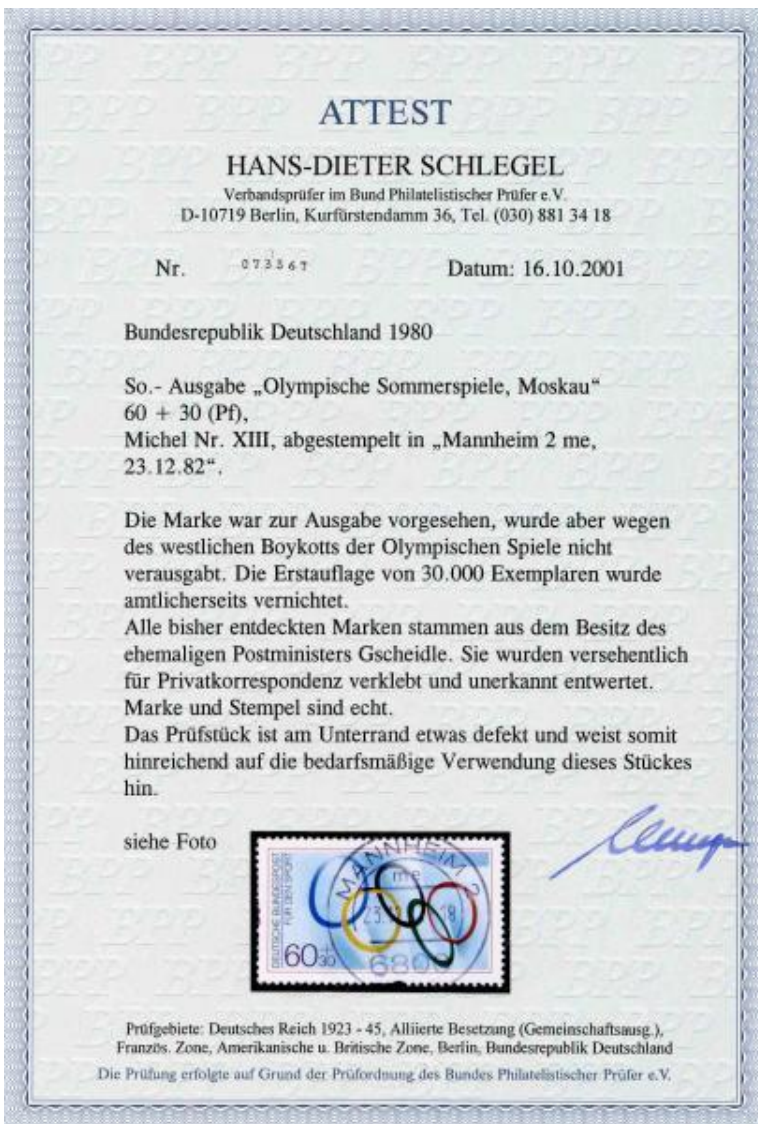 ATTEST
HANS-DIETER SCHLEGEL
Verbandsprüfer im Bund Philatelistischer Prüfer e.V.
D-10719 Berlin, Kurfürstendamm 36, Tel. (030) 881 34 18
Nr. 073567 Datum: 16.10.2001
Bundesrepublik Deutschland 1980
So.- Ausgabe „Olympische Sommerspiele, Moskau“
60 + 30 (Pf),
Michel Nr. XIII, abgestempelt in „Mannheim 2 me,
23.12.82“.
Die Marke war zur Ausgabe vorgesehen, wurde aber wegen
des westlichen Boykotts der Olympischen Spiele nicht
verausgabt. Die Erstauflage von 30.000 Exemplaren wurde
amtlicherseits vernichtet.
Alle bisher entdeckten Marken stammen aus dem Besitz des
ehemaligen Postministers Gscheidle. Sie wurden versehentlich
für Privatkorrespondenz verklebt und unerkannt entwertet.
Marke und Stempel sind echt.
Das Prüfstück ist am Unterrand etwas defekt und weist somit
hinreichend auf die bedarfsmäßige Verwendung dieses Stückes
hin.
siehe Foto
MANNHEIM 2
me
DEUTSCHE BUNDESPOST
FÜR DEN SPORT
60+30
680
Prüfgebiete: Deutsches Reich 1923 - 45, Alliierte Besetzung (Gemeinschaftsausg.),
Französ. Zone, Amerikanische u. Britische Zone, Berlin, Bundesrepublik Deutschland
Die Prüfung erfolgte auf Grund der Prüfordnung des Bundes Philatelistischer Prüfer e.V.